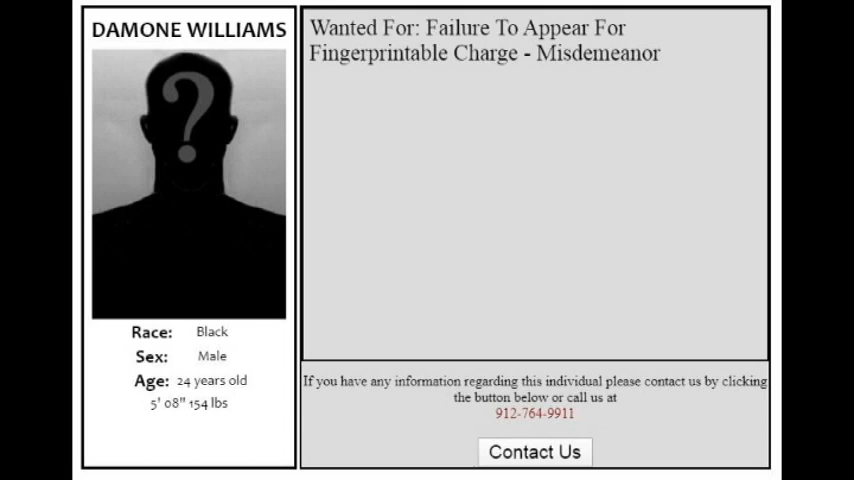 DAMONE WILLIAMS
?
Race: Black
Sex: Male
Age: 24 years old
5' 08" 154 lbs
Wanted For: Failure To Appear For
Fingerprintable Charge - Misdemeanor
If you have any information regarding this individual please contact us by clicking
the button below or call us at
912-764-9911
Contact Us